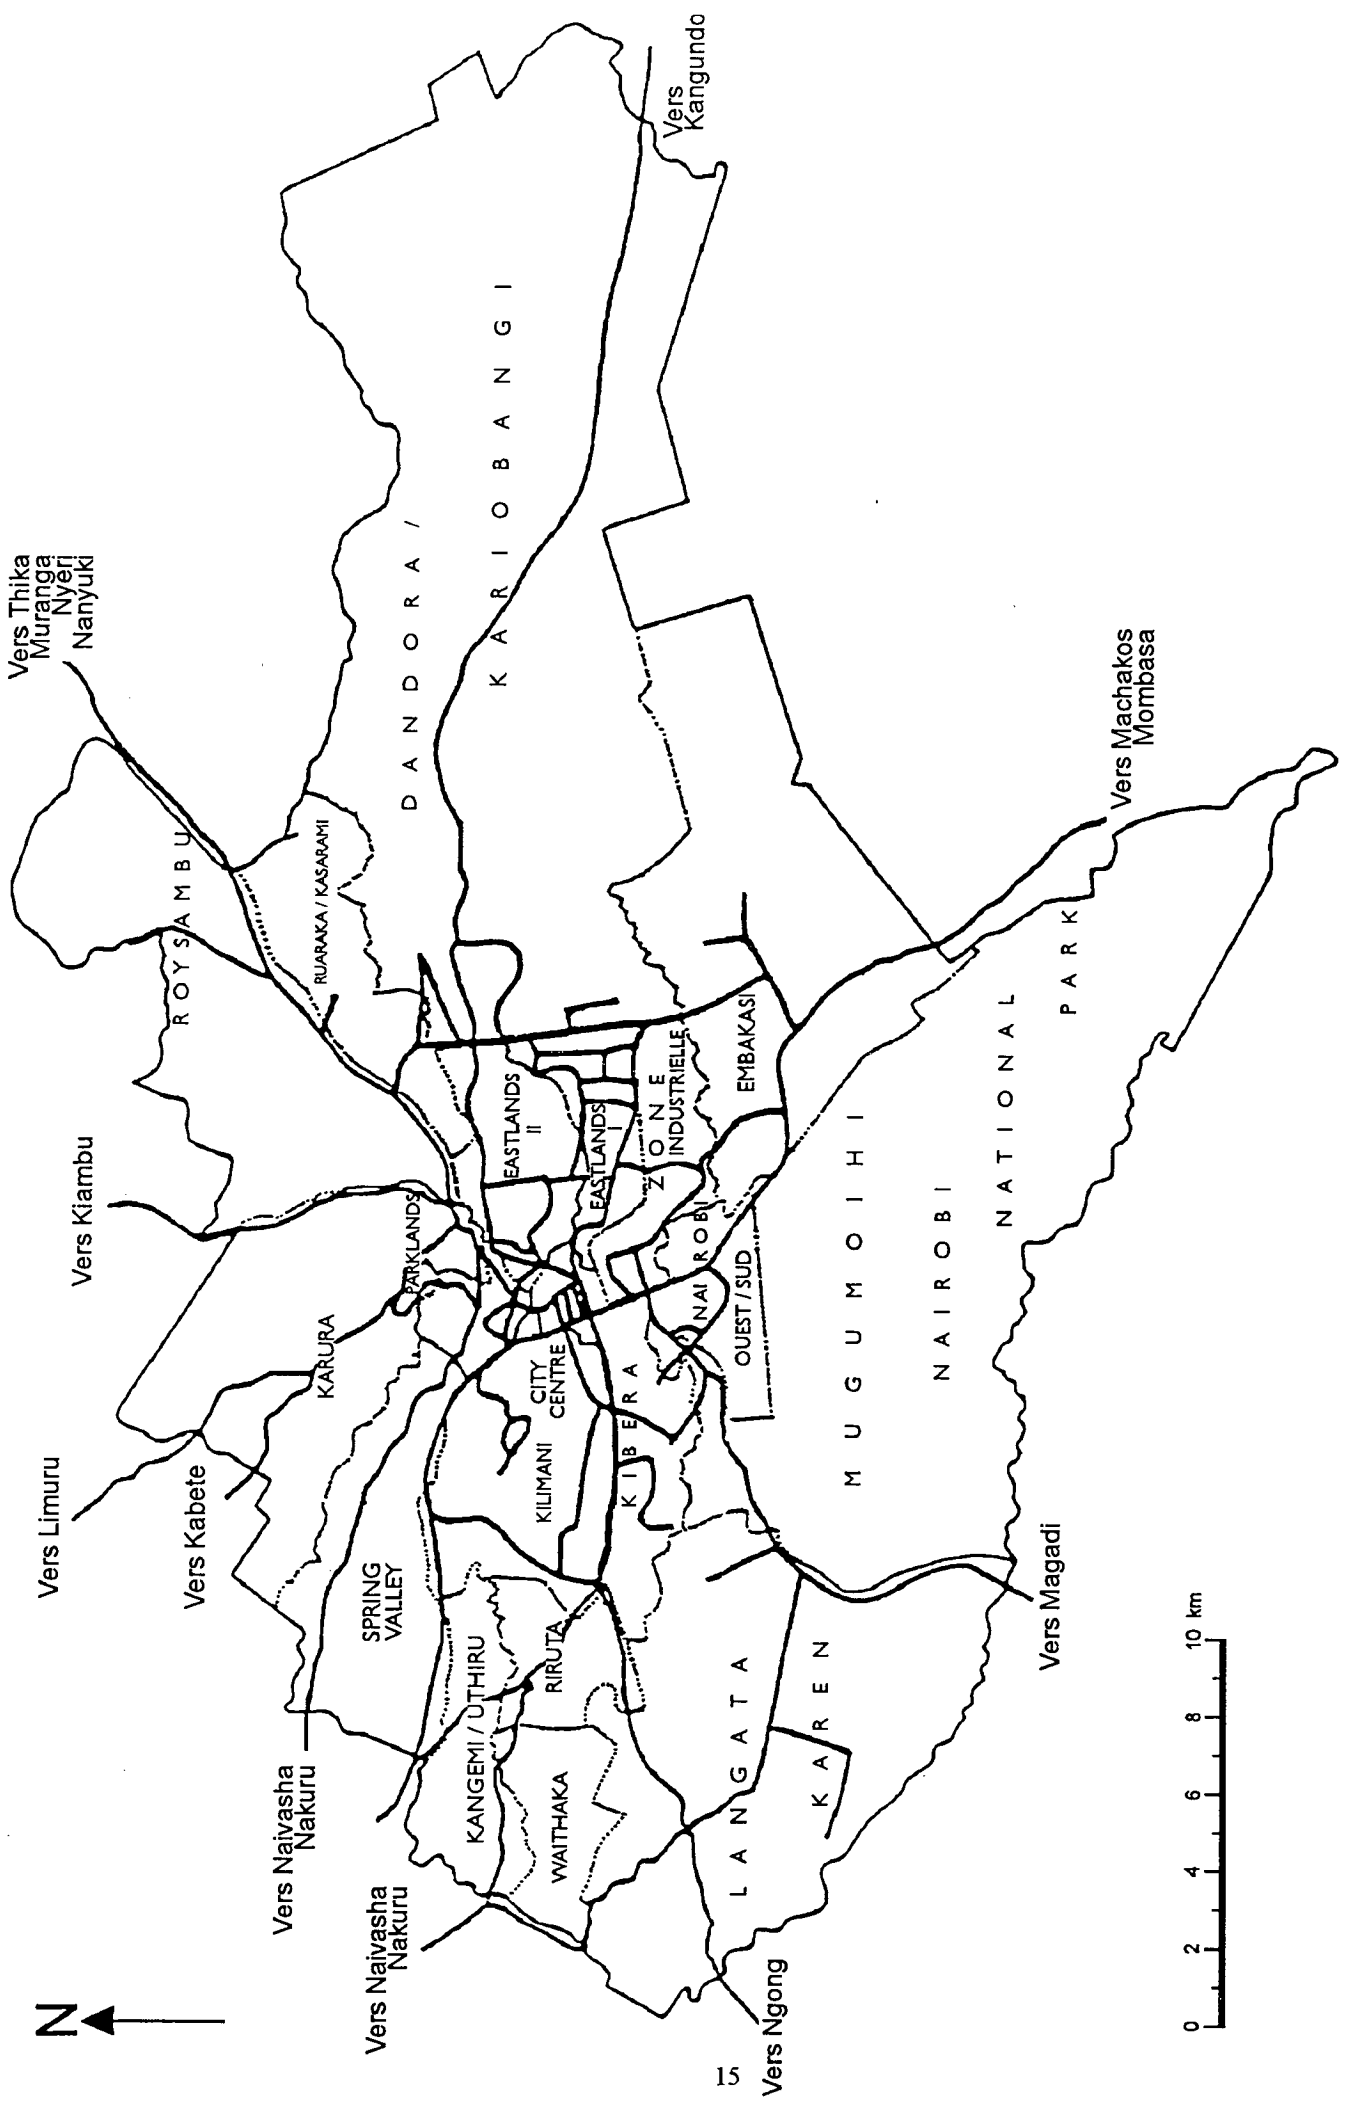 N
Vers Thika
Muranga
Nyeri
Nanyuki
Vers Kiambu
Vers Limuru
Vers Kabete
Vers Naivasha
Nakuru
Vers Naivasha
Nakuru
Vers Ngong
Vers Magadi
Vers Machakos
Mombasa
Vers
Kangundo
ROYSAMBU
RUARAKA / KASARAMI
DANDORA /
KARIOBANGI
KARURA
PARKLANDS
SPRING
VALLEY
KANGEMI / UTHIRU
RIRUTA
WAITHAKA
KILIMANI
CITY
CENTRE
EASTLANDS
II
EASTLANDS
I
ZONE
INDUSTRIELLE
EMBAKASI
KIBERA
NAIROBI
OUEST / SUD
LANGATA
KAREN
MUGUMOIHI
NAIROBI
NATIONAL
PARK
0 2 4 6 8 10 km
15